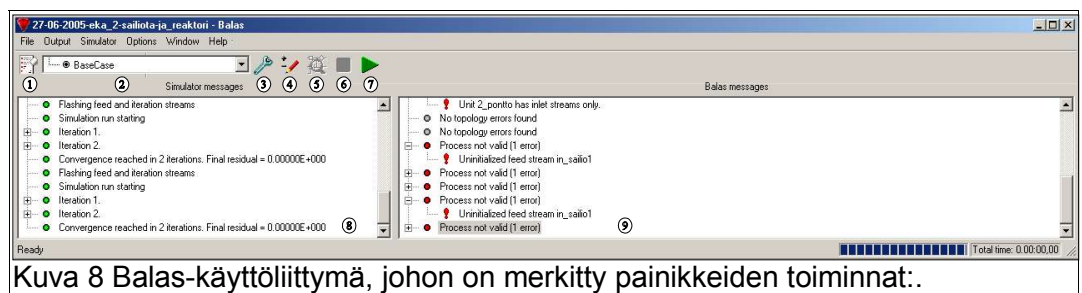 27-06-2005-eka_2-sailiota-ja_reaktori - Balas
File Output Simulator Options Window Help
BaseCase
① ② Simulator messages ③ ④ ⑤ ⑥ ⑦ Balas messages
Flashing feed and iteration streams
Simulation run starting
Iteration 1.
Iteration 2.
Convergence reached in 2 iterations. Final residual = 0.00000E+000
Flashing feed and iteration streams
Simulation run starting
Iteration 1.
Iteration 2.
Convergence reached in 2 iterations. Final residual = 0.00000E+000 ⑧
Unit 2_pontto has inlet streams only.
No topology errors found
No topology errors found
Process not valid (1 error)
Uninitialized feed stream in_sailio1
Process not valid (1 error)
Process not valid (1 error)
Process not valid (1 error)
Uninitialized feed stream in_sailio1
Process not valid (1 error) ⑨
Ready Total time: 0.00:00,00
Kuva 8 Balas-käyttöliittymä, johon on merkitty painikkeiden toiminnat:.